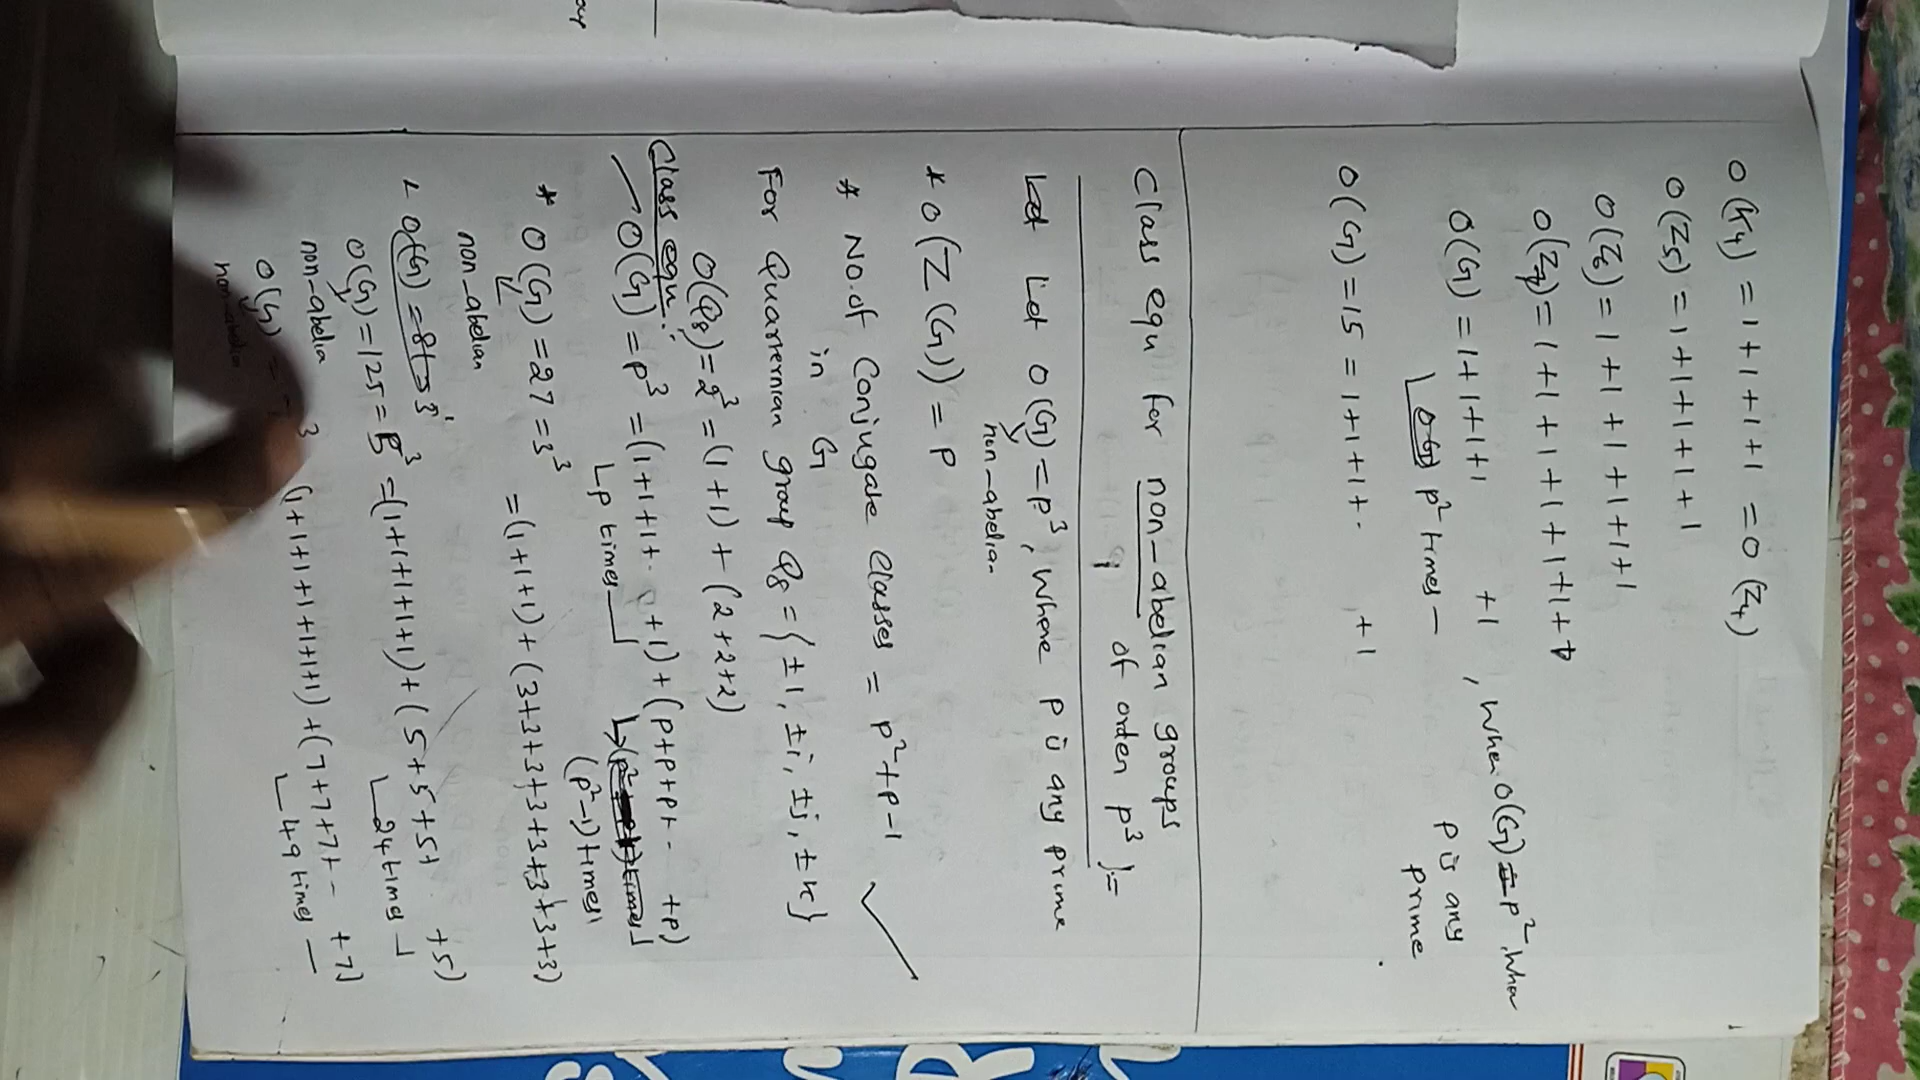 O(K4) = 1+1+1+1 = O(Z4)
O(Z5) = 1+1+1+1+1
O(Z6) = 1+1+1+1+1+1
O(Z7) = 1+1+1+1+1+1+1
O(G) = 1+1+1+1 +1, when O(G) = p², wha
p² times p is any
prime
O(G) = 15 = 1+1+1+. . +1
Class equ for non-abelian groups
of order p³ :=
Let Let O(G) = p³, where p is any prime
non-abelian
* O(Z(G)) = p
* No. of Conjugate classes = p²+p-1
in G
For Quarternian group Q8 = {±1, ±i, ±j, ±k}
O(Q8) = 2³ = (1+1) + (2+2+2)
Class equ:
O(G) = p³ = (1+1+1+.. +1) + (p+p+p+.. +p)
p times
(p²-1) times
* O(G) = 27 = 3³
non-abelian
= (1+1+1) + (3+3+3+3+3+3+3+3)
O(G) = 8
O(G) = 125 = 5³ = (1+1+1+1+1) + (5+5+5+. +5)
non-abelia 24 times
O(G) = 3 (1+1+1+1+1+1+1) + (7+7+7+-- +7)
non-abelia 49 times